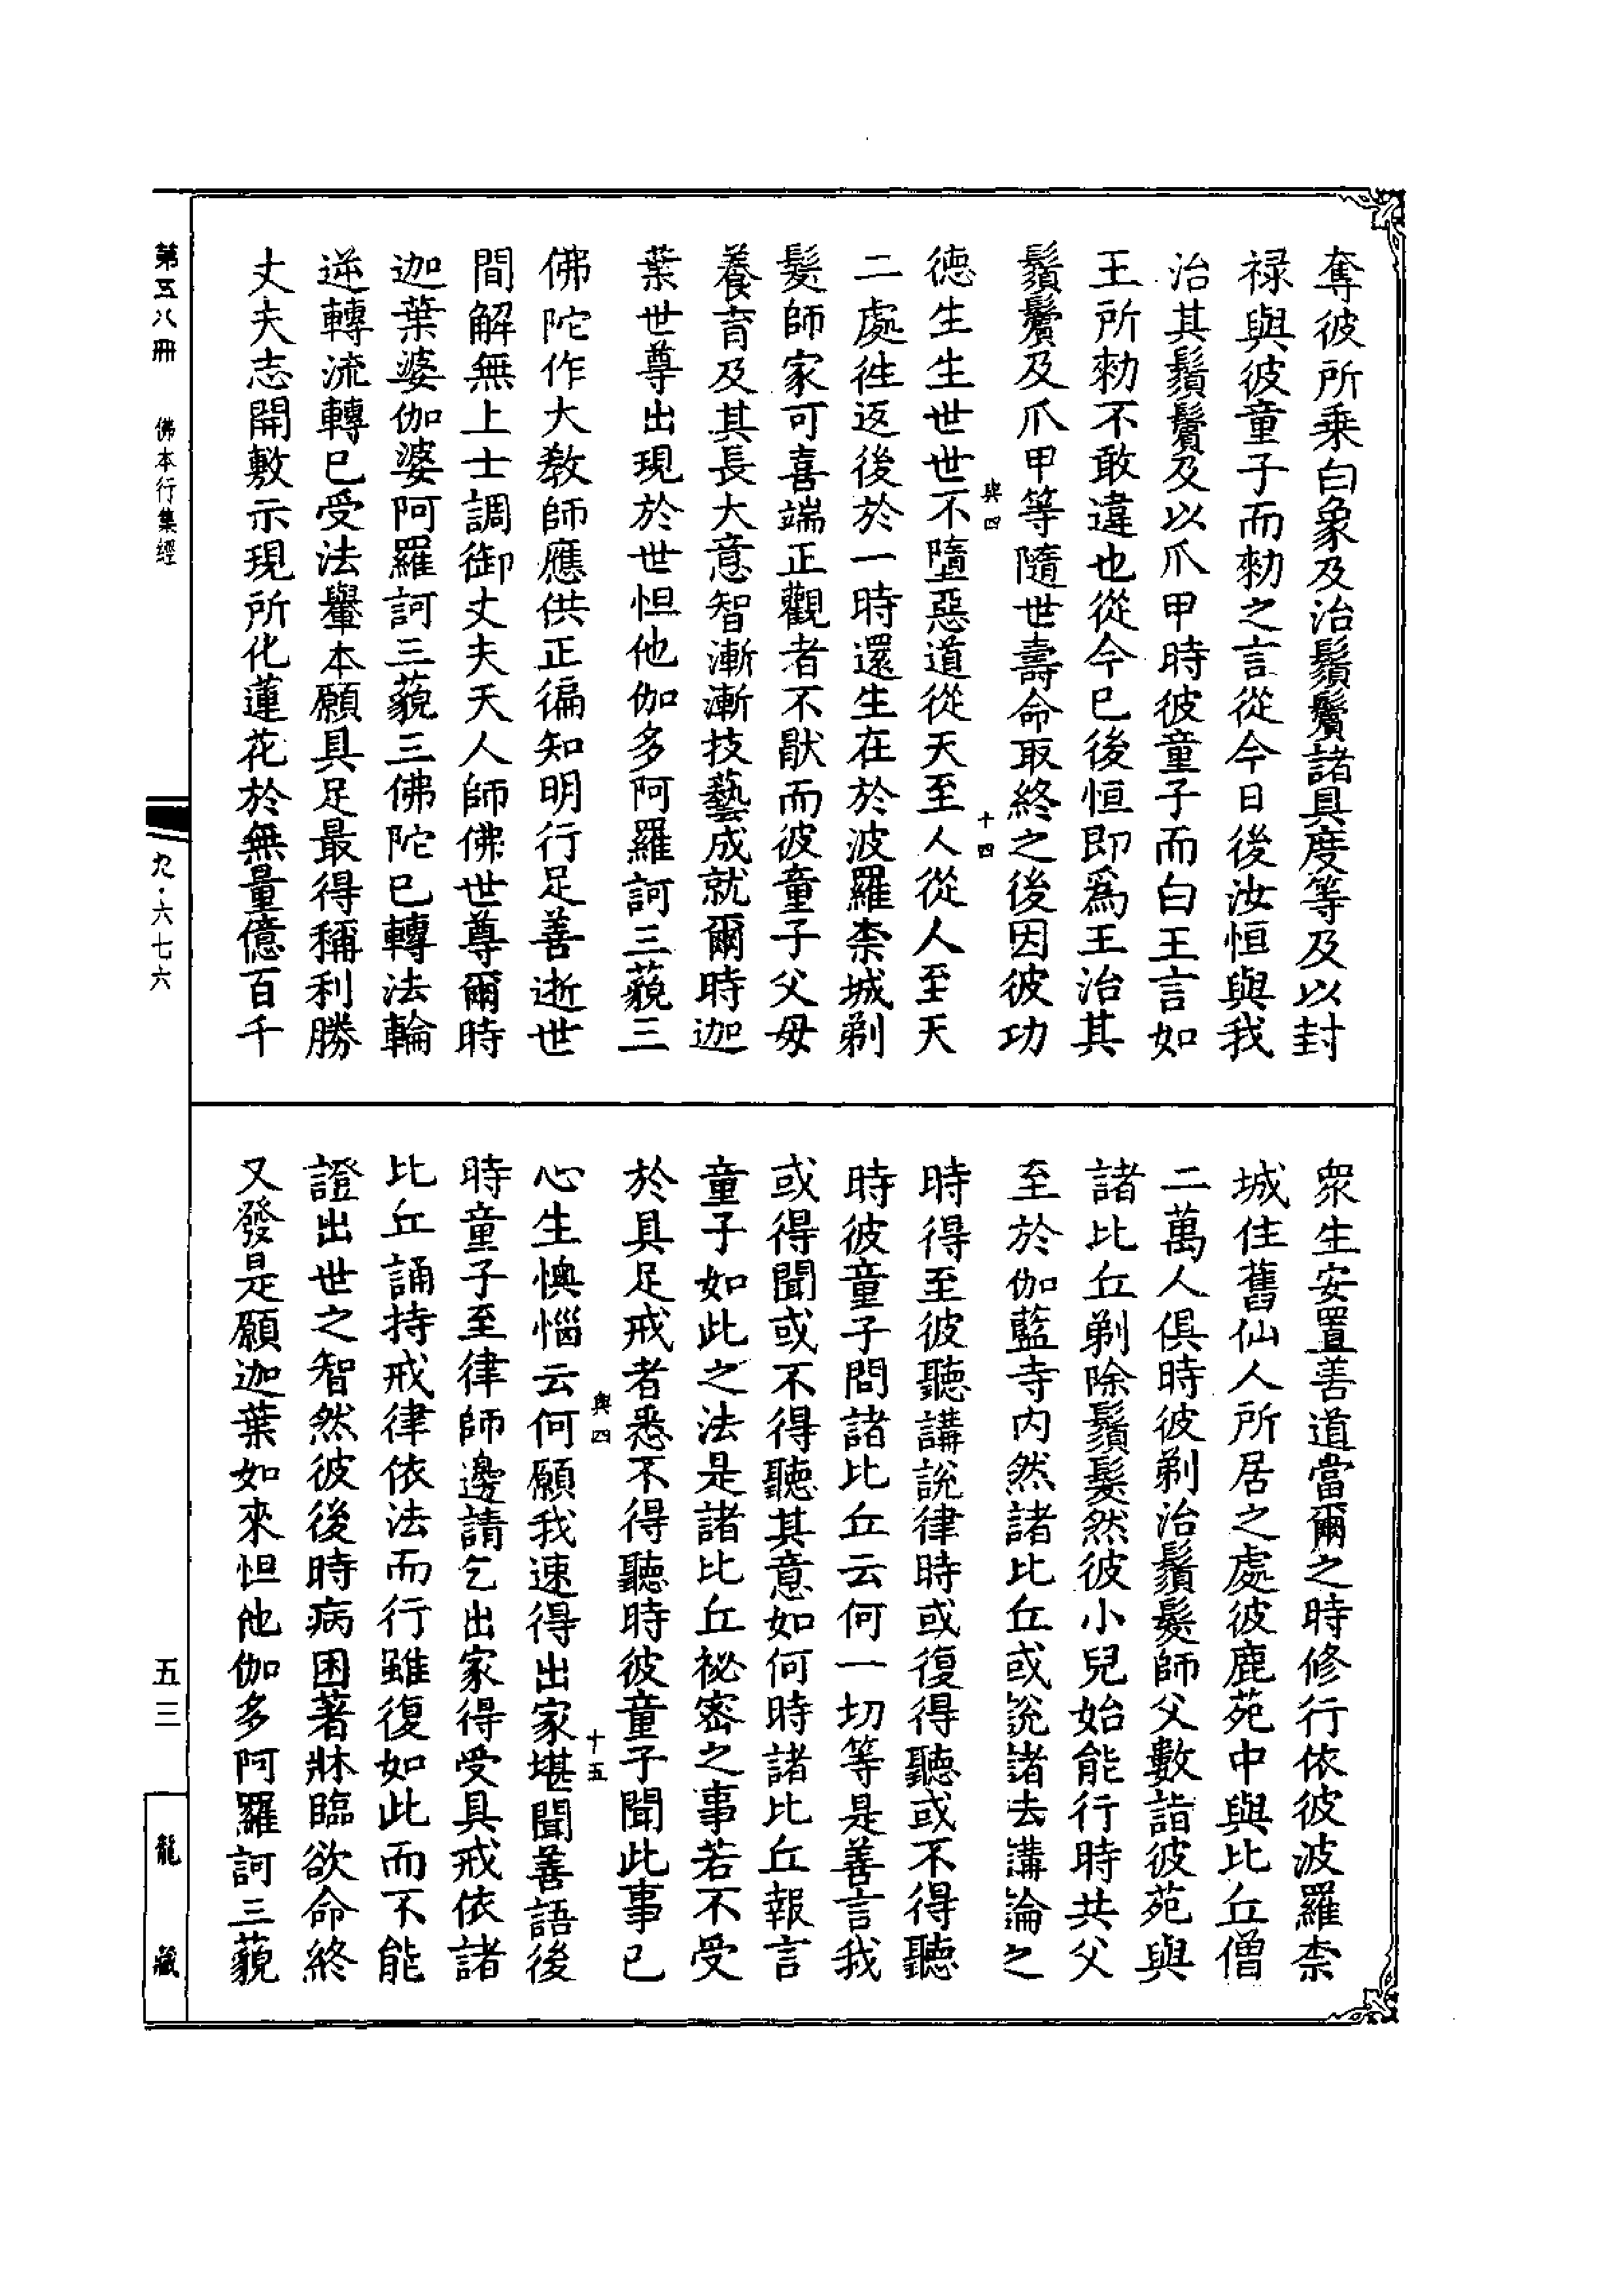 奪彼所乘白象及治鬚鬢諸具度等及以封
祿與彼童子而勑之言從今日後汝恒與我
治其鬚鬢及以爪甲時彼童子而白王言如
王所勑不敢違也從今已後恒即爲王治其
鬚鬢及爪甲等隨世壽命取終之後因彼功
與四
十四
德生生世世不墮惡道從天至人從人至天
二處徃返後於一時還生在於波羅柰城剃
髮師家可喜端正觀者不猒而彼童子父母
養育及其長大意智漸漸技藝成就爾時迦
葉世尊出現於世怛他伽多阿羅訶三藐三
佛陀作大敎師應供正徧知明行足善逝世
間解無上士調御丈夫天人師佛世尊爾時
迦葉婆伽婆阿羅訶三藐三佛陀已轉法輪
逆轉流轉已受法轝本願具足最得稱利勝
丈夫志開敷示現所化蓮花於無量億百千
衆生安置善道當爾之時修行依彼波羅柰
城住舊仙人所居之處彼鹿苑中與比丘僧
二萬人俱時彼剃治鬚髮師父數詣彼苑與
諸比丘剃除鬚髮然彼小兒始能行時共父
至於伽藍寺內然諸比丘或說諸法講論之
時得至彼聽講說律時或復得聽或不得聽
時彼童子問諸比丘云何一切等是善言我
或得聞或不得聽其意如何時諸比丘報言
童子如此之法是諸比丘祕密之事若不受
於具足戒者悉不得聽時彼童子聞此事已
與四
十五
心生懊惱云何願我速得出家堪聞善語後
時童子至律師邊請乞出家得受具戒依諸
比丘誦持戒律依法而行雖復如此而不能
證出世之智然彼後時病困著牀臨欲命終
又發是願迦葉如來怛他伽多阿羅訶三藐
第五八冊 佛本行集經
九·六七六
五三
龍藏